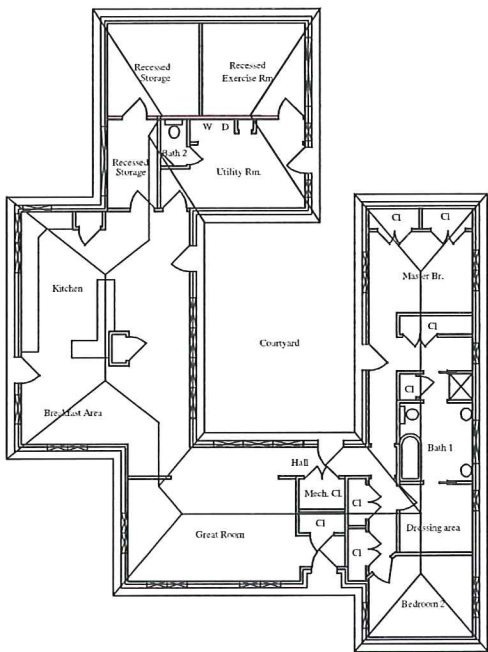 Recessed
Storage
Recessed
Exercise Rm
W D
Bath 2
Recessed
Storage
Utility Rm.
Cl
Cl
Master Br.
Kitchen
Cl
Courtyard
Cl
Breakfast Area
Bath 1
Hall
Mech. Cl
Cl
Cl
Dressing area
Great Room
Cl
Bedroom 2